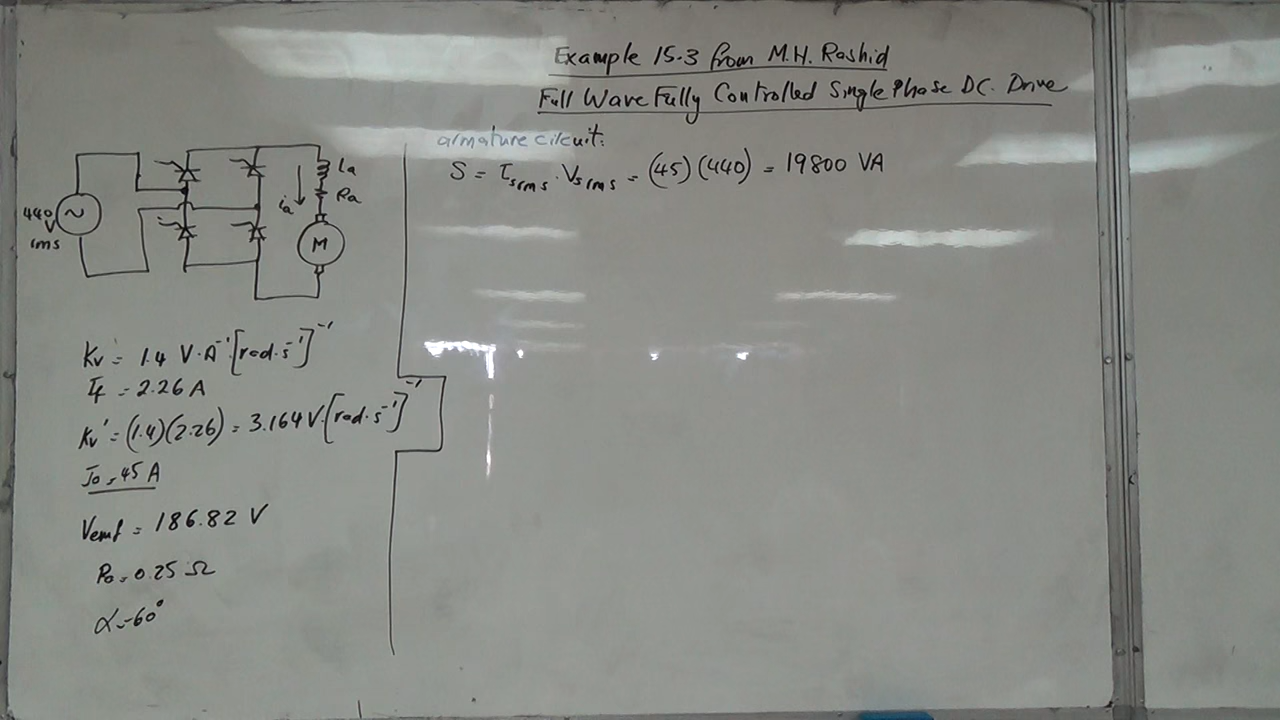 Example 15.3 from M.H. Rashid
Full Wave Fully Controlled Single Phase DC. Drive
armature circuit:
S = Isrms . Vsrms = (45)(440) = 19800 VA
440
V
rms
~
ia
La
Ra
M
Kv = 1.4 V·A⁻¹[rad·s⁻¹]⁻¹
If = 2.26 A
Kv' = (1.4)(2.26) = 3.164 V·[rad·s⁻¹]⁻¹
Ia = 45 A
Vemf = 186.82 V
Ra = 0.25 Ω
α = 60°